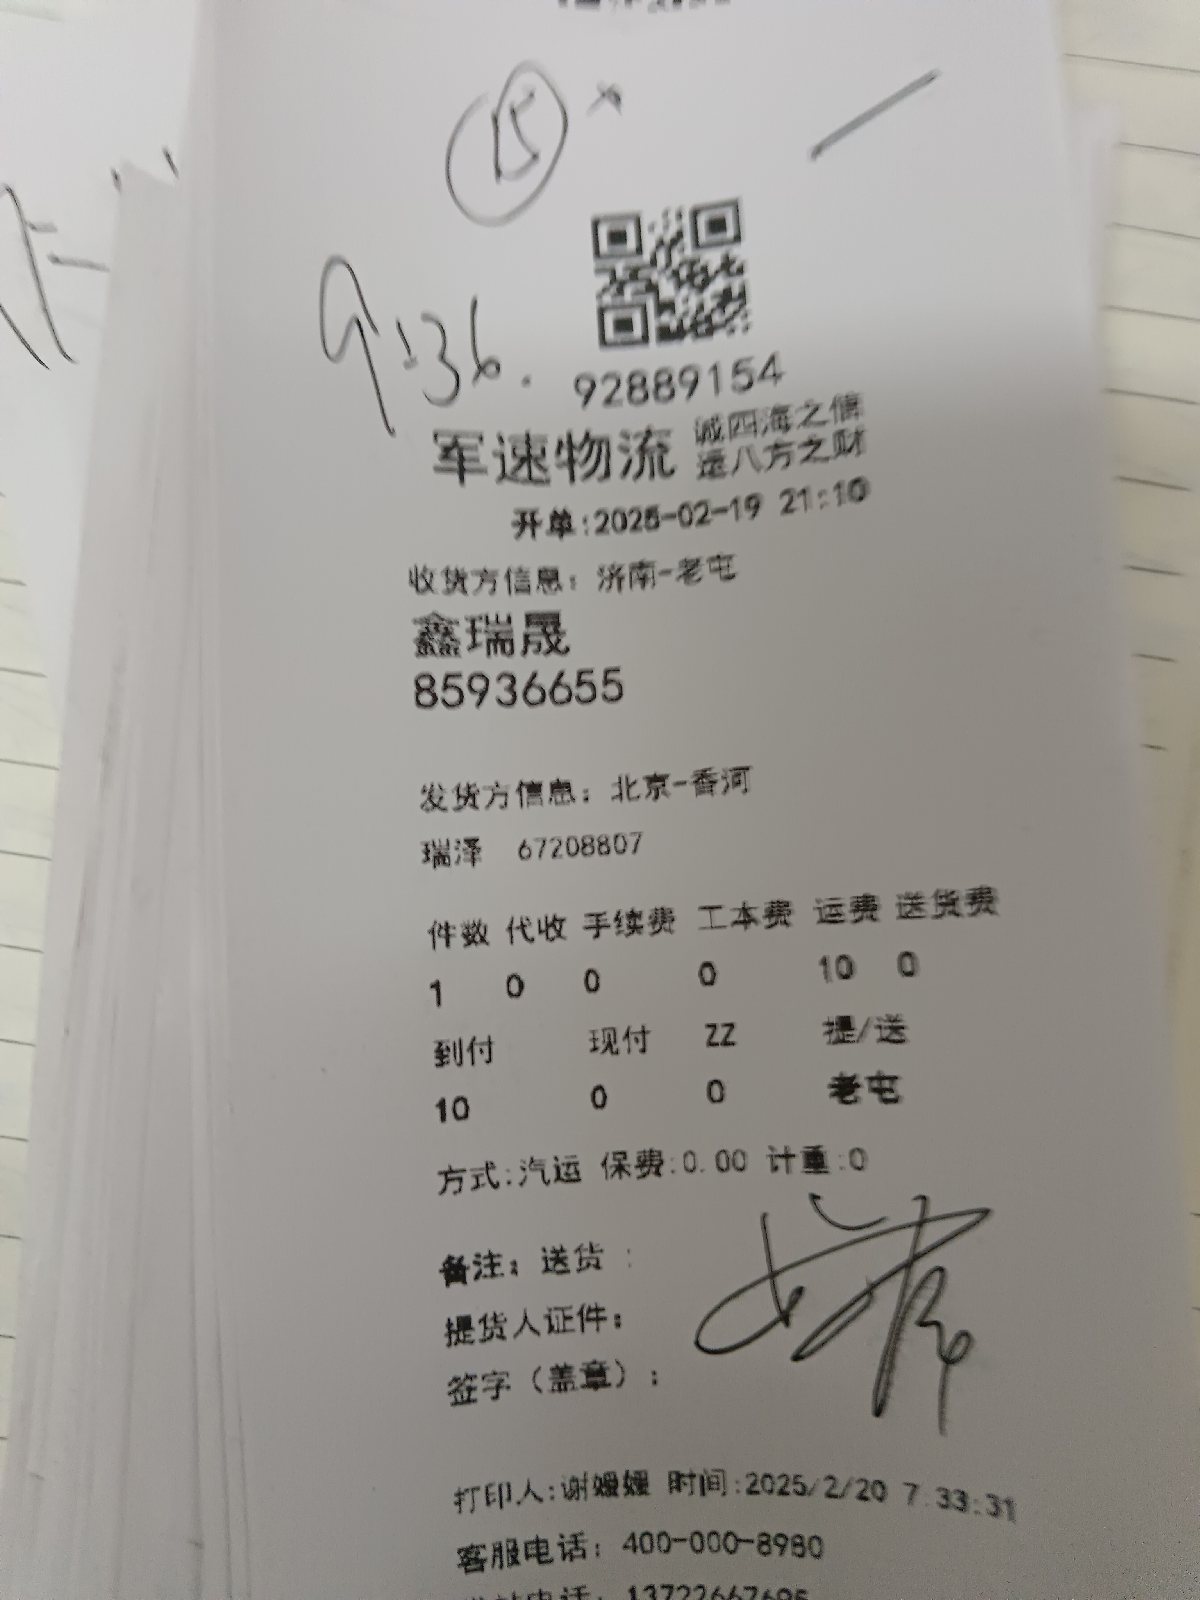 15
9:36.
92889154
军速物流 诚四海之信
运八方之财
开单:2025-02-19 21:10
收货方信息: 济南-老屯
鑫瑞晟
85936655
发货方信息: 北京-香河
瑞泽 67208807
件数 代收 手续费 工本费 运费 送货费
1 0 0 0 10 0
到付 现付 ZZ 提/送
10 0 0 老屯
方式:汽运 保费:0.00 计重:0
备注: 送货 :
提货人证件:
签字(盖章):
打印人:谢嫒嫒 时间:2025/2/20 7:33:31
客服电话: 400-000-8980